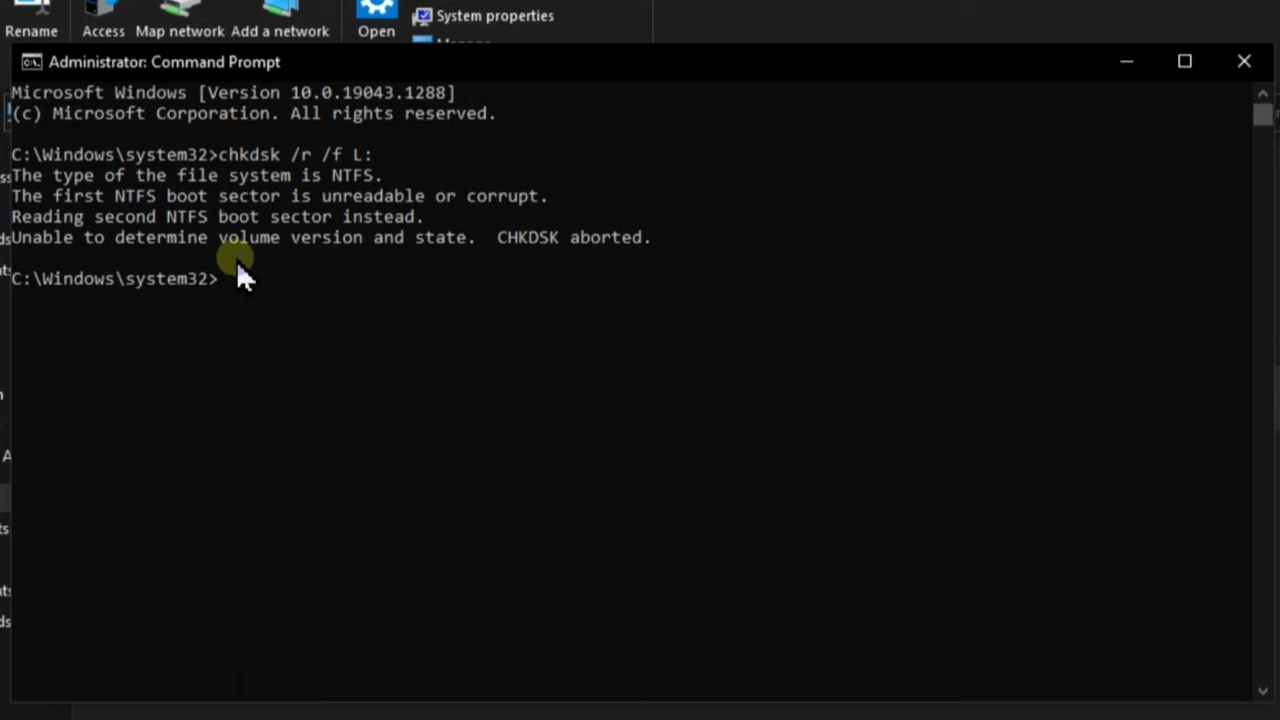 System properties
Rename Access Map network Add a network Open
Administrator: Command Prompt
Microsoft Windows [Version 10.0.19043.1288]
(c) Microsoft Corporation. All rights reserved.
C:\Windows\system32>chkdsk /r /f L:
The type of the file system is NTFS.
The first NTFS boot sector is unreadable or corrupt.
Reading second NTFS boot sector instead.
Unable to determine volume version and state.  CHKDSK aborted.
C:\Windows\system32>